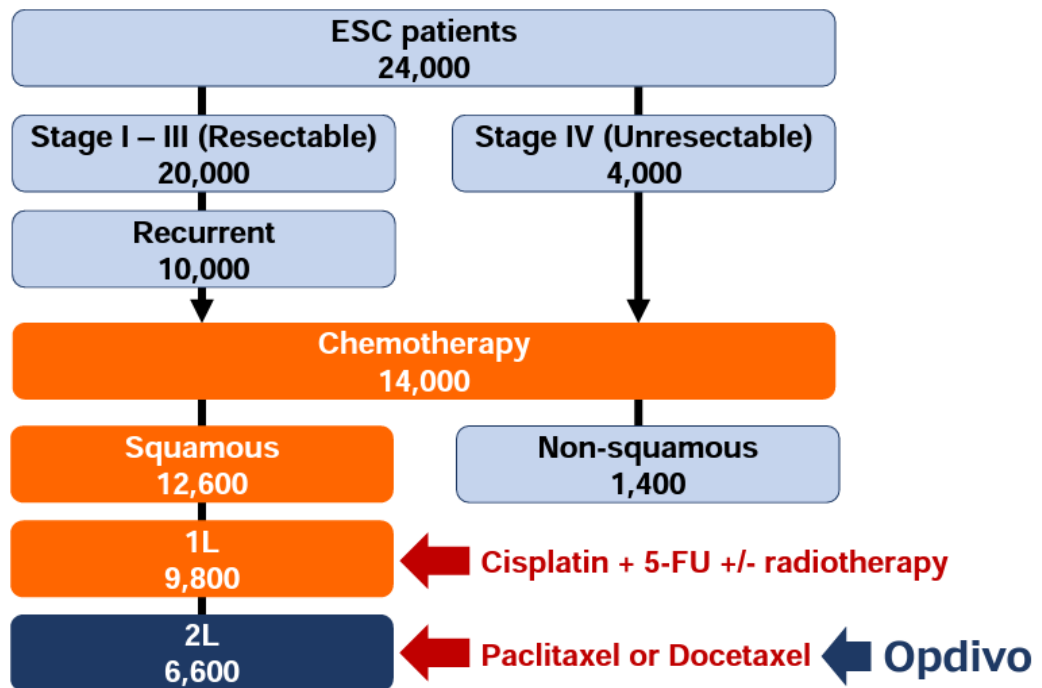 ESC patients
24,000
Stage I – III (Resectable)
20,000
Stage IV (Unresectable)
4,000
Recurrent
10,000
Chemotherapy
14,000
Squamous
12,600
Non-squamous
1,400
1L
9,800
Cisplatin + 5-FU +/- radiotherapy
2L
6,600
Paclitaxel or Docetaxel
Opdivo